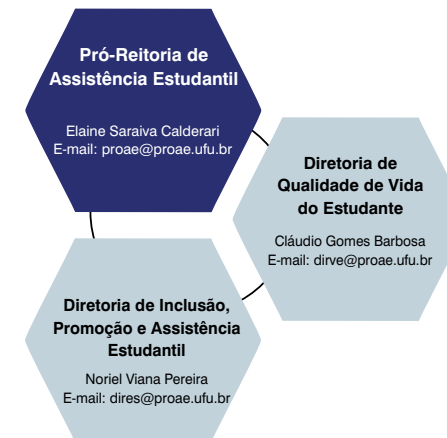 Pró-Reitoria de
Assistência Estudantil
Elaine Saraiva Calderari
E-mail: proae@proae.ufu.br
Diretoria de
Qualidade de Vida
do Estudante
Cláudio Gomes Barbosa
E-mail: dirve@proae.ufu.br
Diretoria de Inclusão,
Promoção e Assistência
Estudantil
Noriel Viana Pereira
E-mail: dires@proae.ufu.br